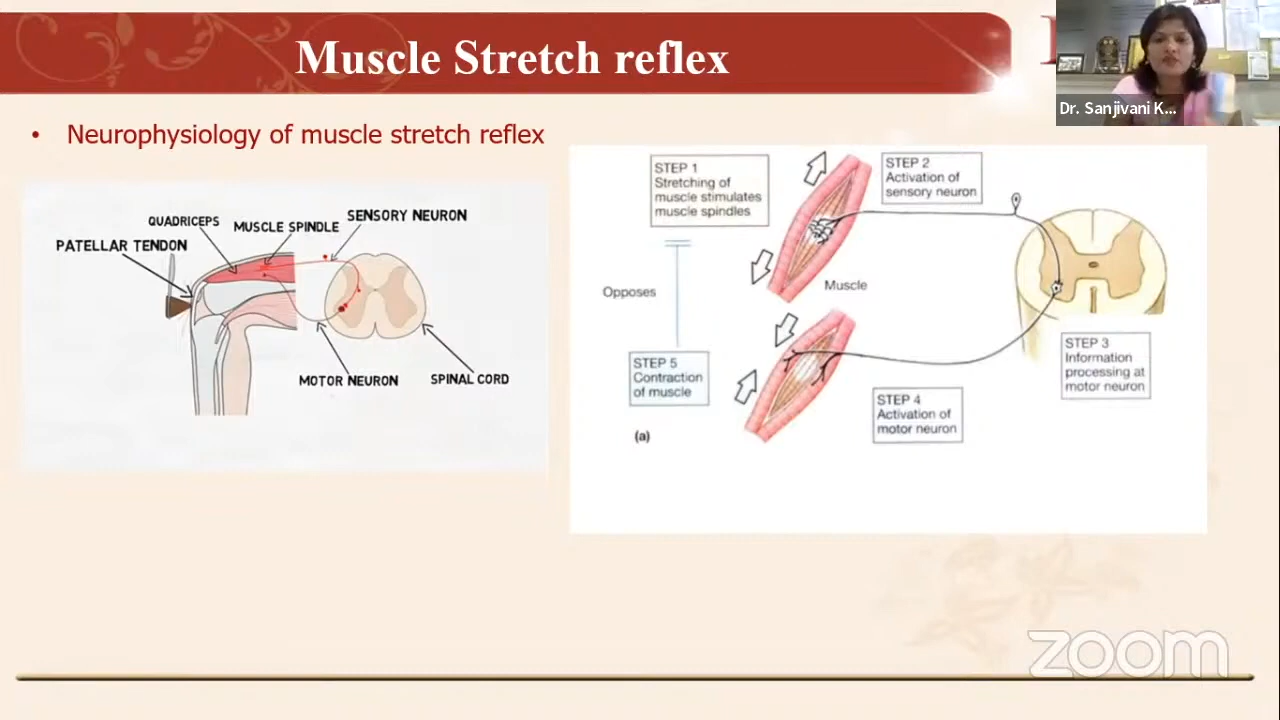 Muscle Stretch reflex
Dr. Sanjivani K...
• Neurophysiology of muscle stretch reflex
QUADRICEPS
MUSCLE SPINDLE
SENSORY NEURON
PATELLAR TENDON
MOTOR NEURON
SPINAL CORD
STEP 1
Stretching of
muscle stimulates
muscle spindles
STEP 2
Activation of
sensory neuron
Opposes
Muscle
STEP 3
Information
processing at
motor neuron
STEP 5
Contraction
of muscle
STEP 4
Activation of
motor neuron
(a)
zoom